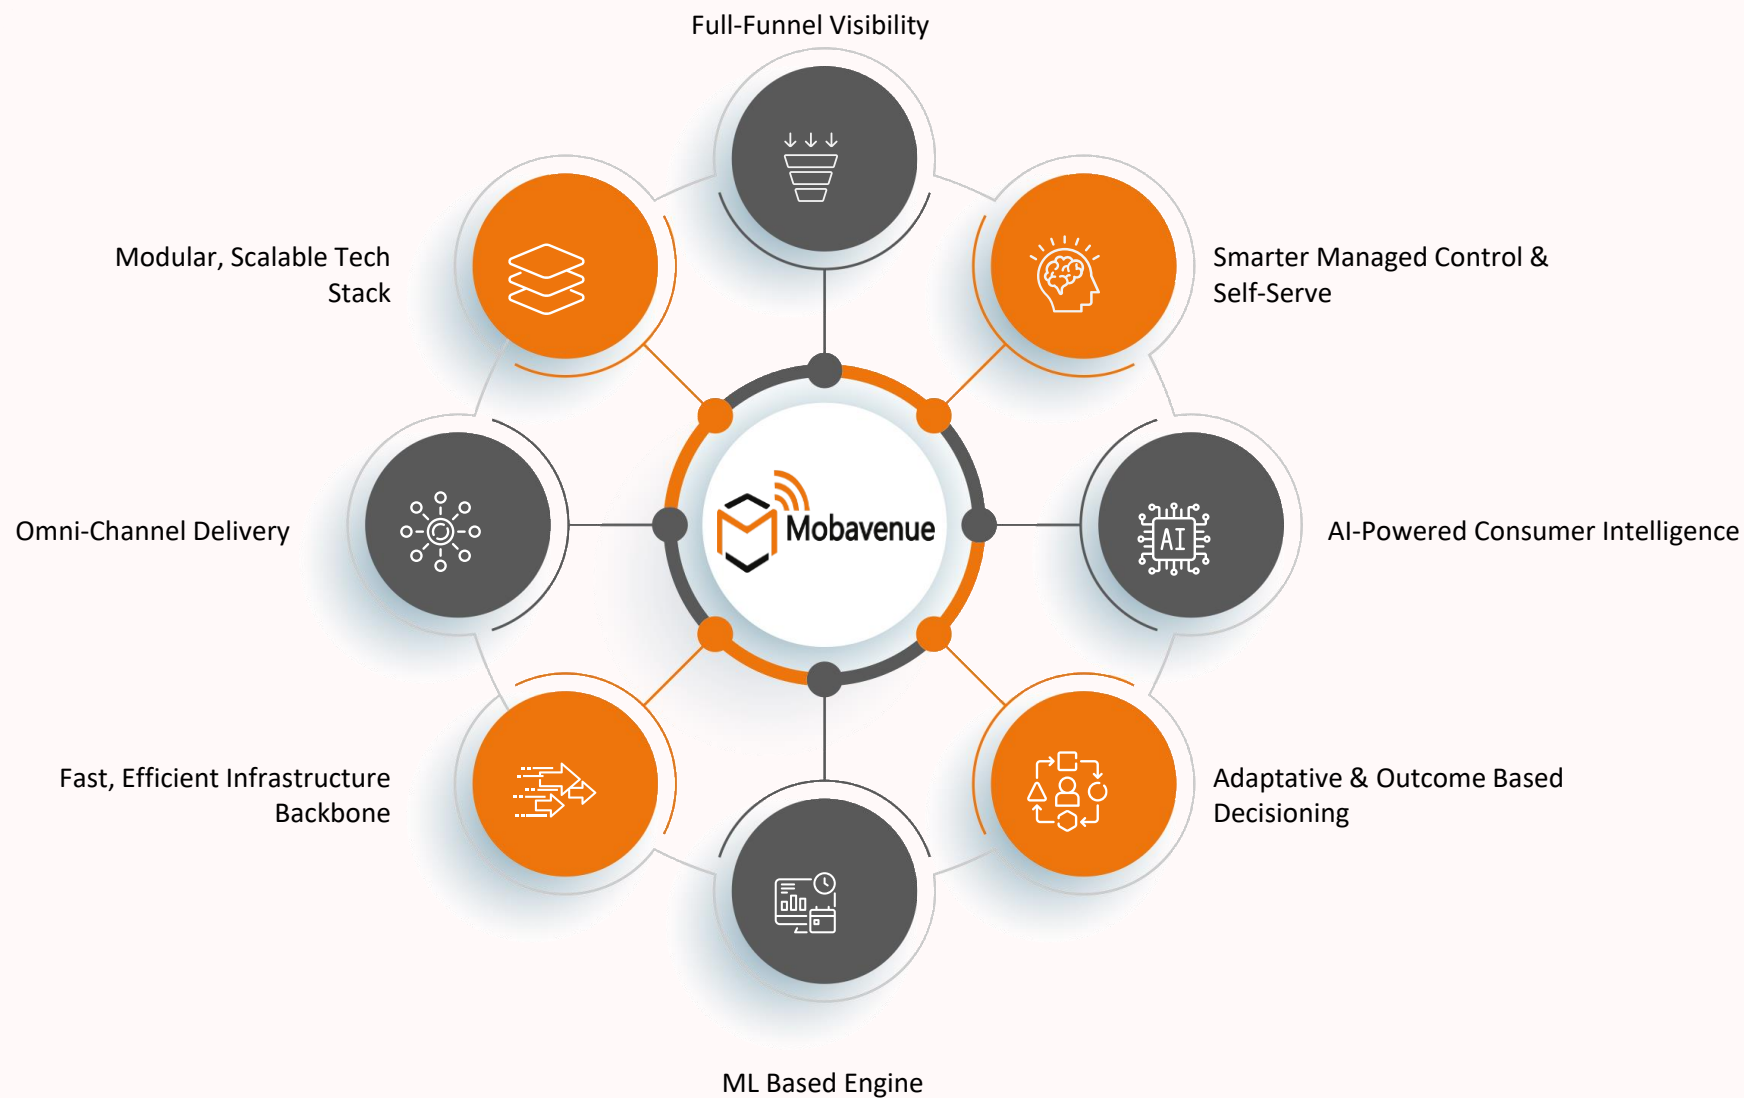 Full-Funnel Visibility
Modular, Scalable Tech
Stack
Smarter Managed Control &
Self-Serve
Omni-Channel Delivery
Mobavenue
AI
AI-Powered Consumer Intelligence
Fast, Efficient Infrastructure
Backbone
Adaptative & Outcome Based
Decisioning
ML Based Engine